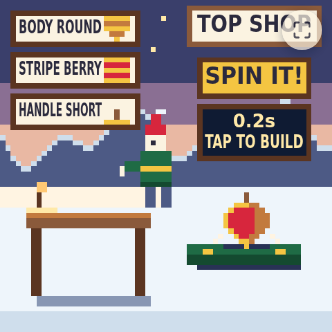 BODY ROUND
STRIPE BERRY
HANDLE SHORT
TOP SHOP
SPIN IT!
0.2s
TAP TO BUILD